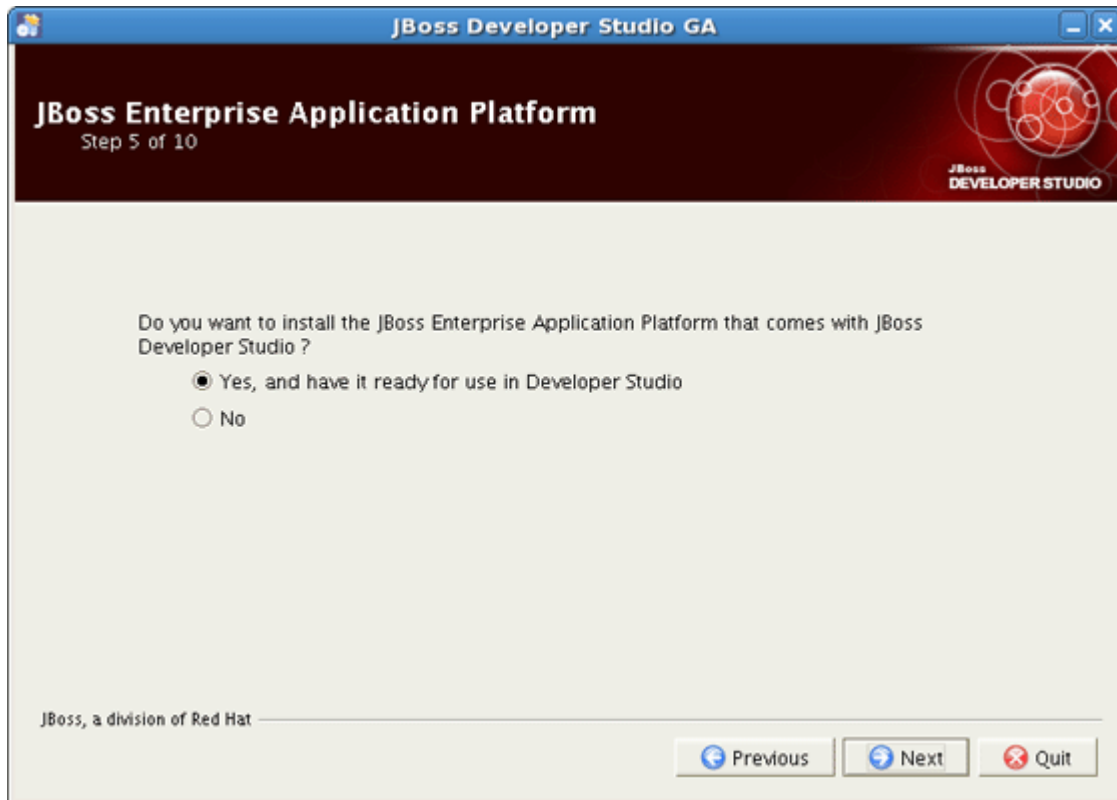 JBoss Developer Studio GA
JBoss Enterprise Application Platform
Step 5 of 10
JBoss
DEVELOPER STUDIO
Do you want to install the JBoss Enterprise Application Platform that comes with JBoss
Developer Studio ?
Yes, and have it ready for use in Developer Studio
No
JBoss, a division of Red Hat
Previous
Next
Quit